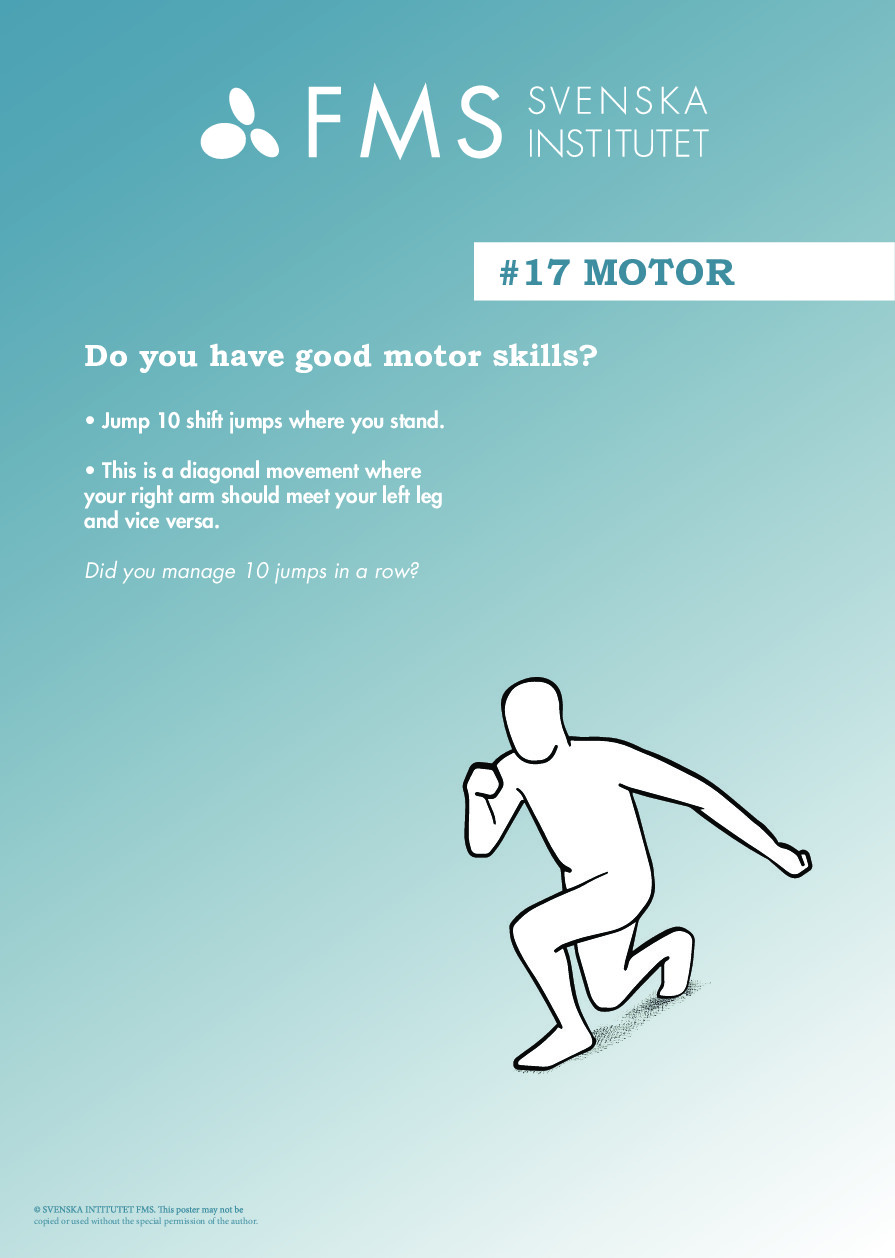 FMS SVENSKA
INSTITUTET
#17 MOTOR
Do you have good motor skills?
• Jump 10 shift jumps where you stand.
• This is a diagonal movement where
your right arm should meet your left leg
and vice versa.
Did you manage 10 jumps in a row?
© SVENSKA INTITUTET FMS. This poster may not be
copied or used without the special permission of the author.